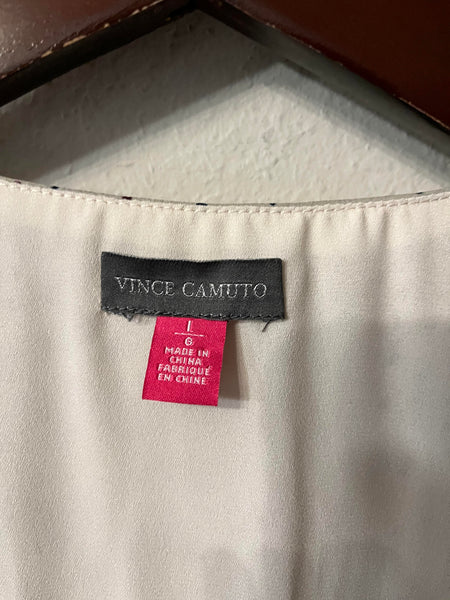 VINCE CAMUTO
L
G
MADE IN
CHINA
FABRIQUÉ
EN CHINE